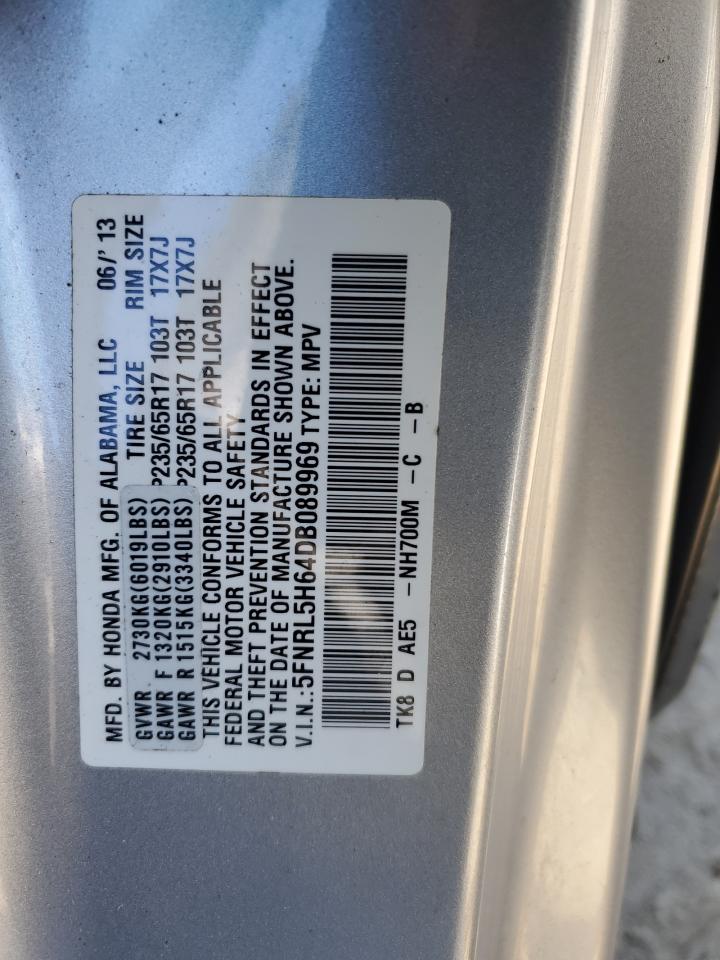 MFD. BY HONDA MFG. OF ALABAMA, LLC 06/' 13
GVWR 2730KG(6019LBS) TIRE SIZE RIM SIZE
GAWR F 1320KG(2910LBS) P235/65R17 103T 17X7J
GAWR R 1515KG(3340LBS) P235/65R17 103T 17X7J
THIS VEHICLE CONFORMS TO ALL APPLICABLE
FEDERAL MOTOR VEHICLE SAFETY
AND THEFT PREVENTION STANDARDS IN EFFECT
ON THE DATE OF MANUFACTURE SHOWN ABOVE.
V.I.N.:5FNRL5H64DB089969 TYPE: MPV
TK8 D AE5 -NH700M -C -B